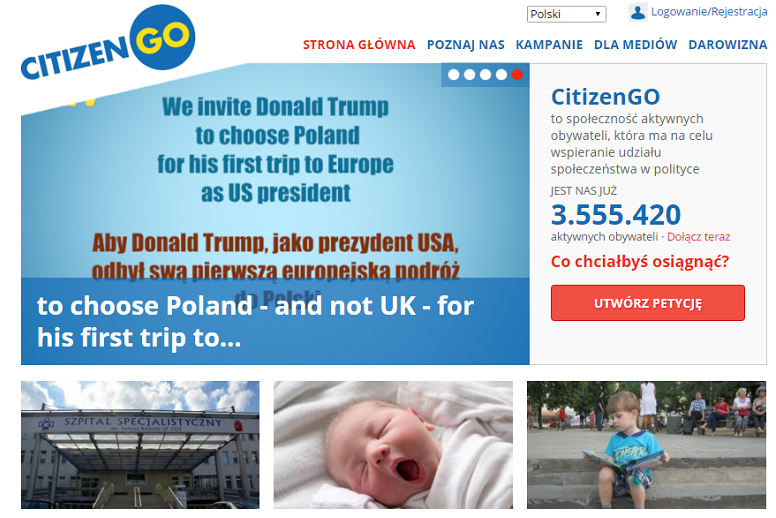 Polski
Logowanie/Rejestracja
CITIZENGO
STRONA GŁÓWNA POZNAJ NAS KAMPANIE DLA MEDIÓW DAROWIZNA
We invite Donald Trump
to choose Poland
for his first trip to Europe
as US president
Aby Donald Trump, jako prezydent USA,
odbył swą pierwszą europejską podróż
do Polski
to choose Poland - and not UK - for
his first trip to...
CitizenGO
to społeczność aktywnych
obywateli, która ma na celu
wspieranie udziału
społeczeństwa w polityce
JEST NAS JUŻ
3.555.420
aktywnych obywateli · Dołącz teraz
Co chciałbyś osiągnąć?
UTWÓRZ PETYCJĘ
SZPITAL SPECJALISTYCZNY